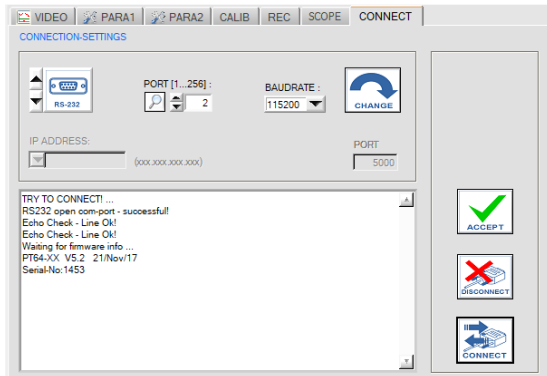 VIDEO PARA1 PARA2 CALIB REC SCOPE CONNECT
CONNECTION-SETTINGS
PORT [1...256] :
BAUDRATE :
RS-232
2
115200
CHANGE
IP ADDRESS:
(xxx.xxx.xxx.xxx)
PORT
5000
TRY TO CONNECT! ...
RS232 open com-port - successful!
Echo Check - Line Ok!
Echo Check - Line Ok!
Waiting for firmware info ...
PT64-XX V5.2 21/Nov/17
Serial-No:1453
ACCEPT
DISCONNECT
CONNECT